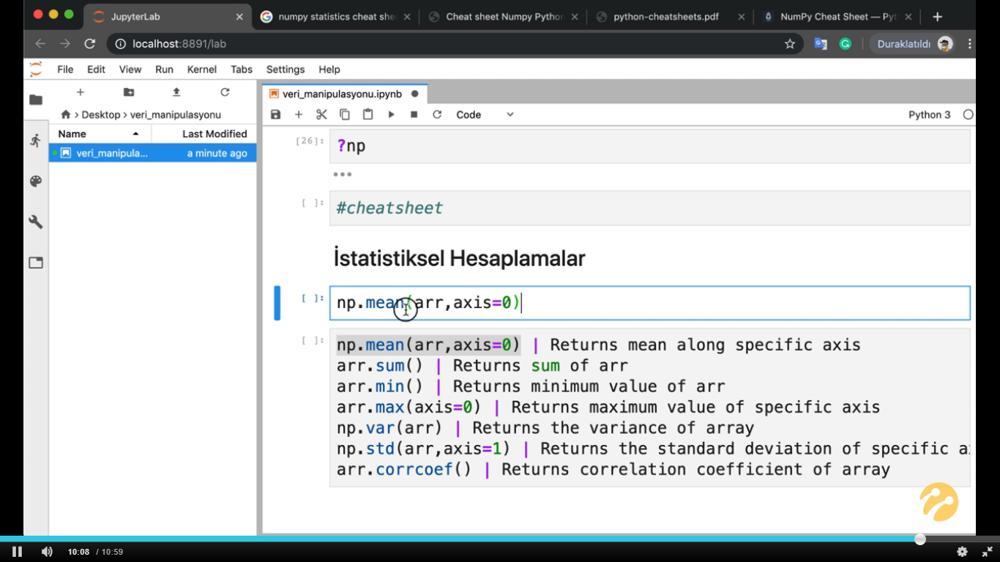 JupyterLab
numpy statistics cheat she
Cheat sheet Numpy Python
python-cheatsheets.pdf
NumPy Cheat Sheet — Pyt
localhost:8891/lab
Duraklatıldı
File Edit View Run Kernel Tabs Settings Help
Desktop > veri_manipulasyonu
Name Last Modified
veri_manipula... a minute ago
veri_manipulasyonu.ipynb
Code
Python 3
[26]: ?np
•••
[ ]: #cheatsheet
İstatistiksel Hesaplamalar
[ ]: np.mean(arr,axis=0)
[ ]: np.mean(arr,axis=0) | Returns mean along specific axis
arr.sum() | Returns sum of arr
arr.min() | Returns minimum value of arr
arr.max(axis=0) | Returns maximum value of specific axis
np.var(arr) | Returns the variance of array
np.std(arr,axis=1) | Returns the standard deviation of specific a
arr.corrcoef() | Returns correlation coefficient of array
10:08 / 10:59